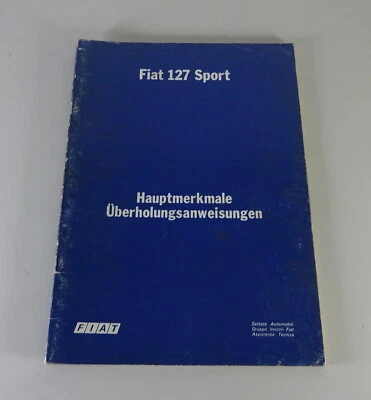 Fiat 127 Sport
Hauptmerkmale
Überholungsanweisungen
FIAT
Settore Automobili
Gruppo Veicoli Fiat
Assistenza Tecnica